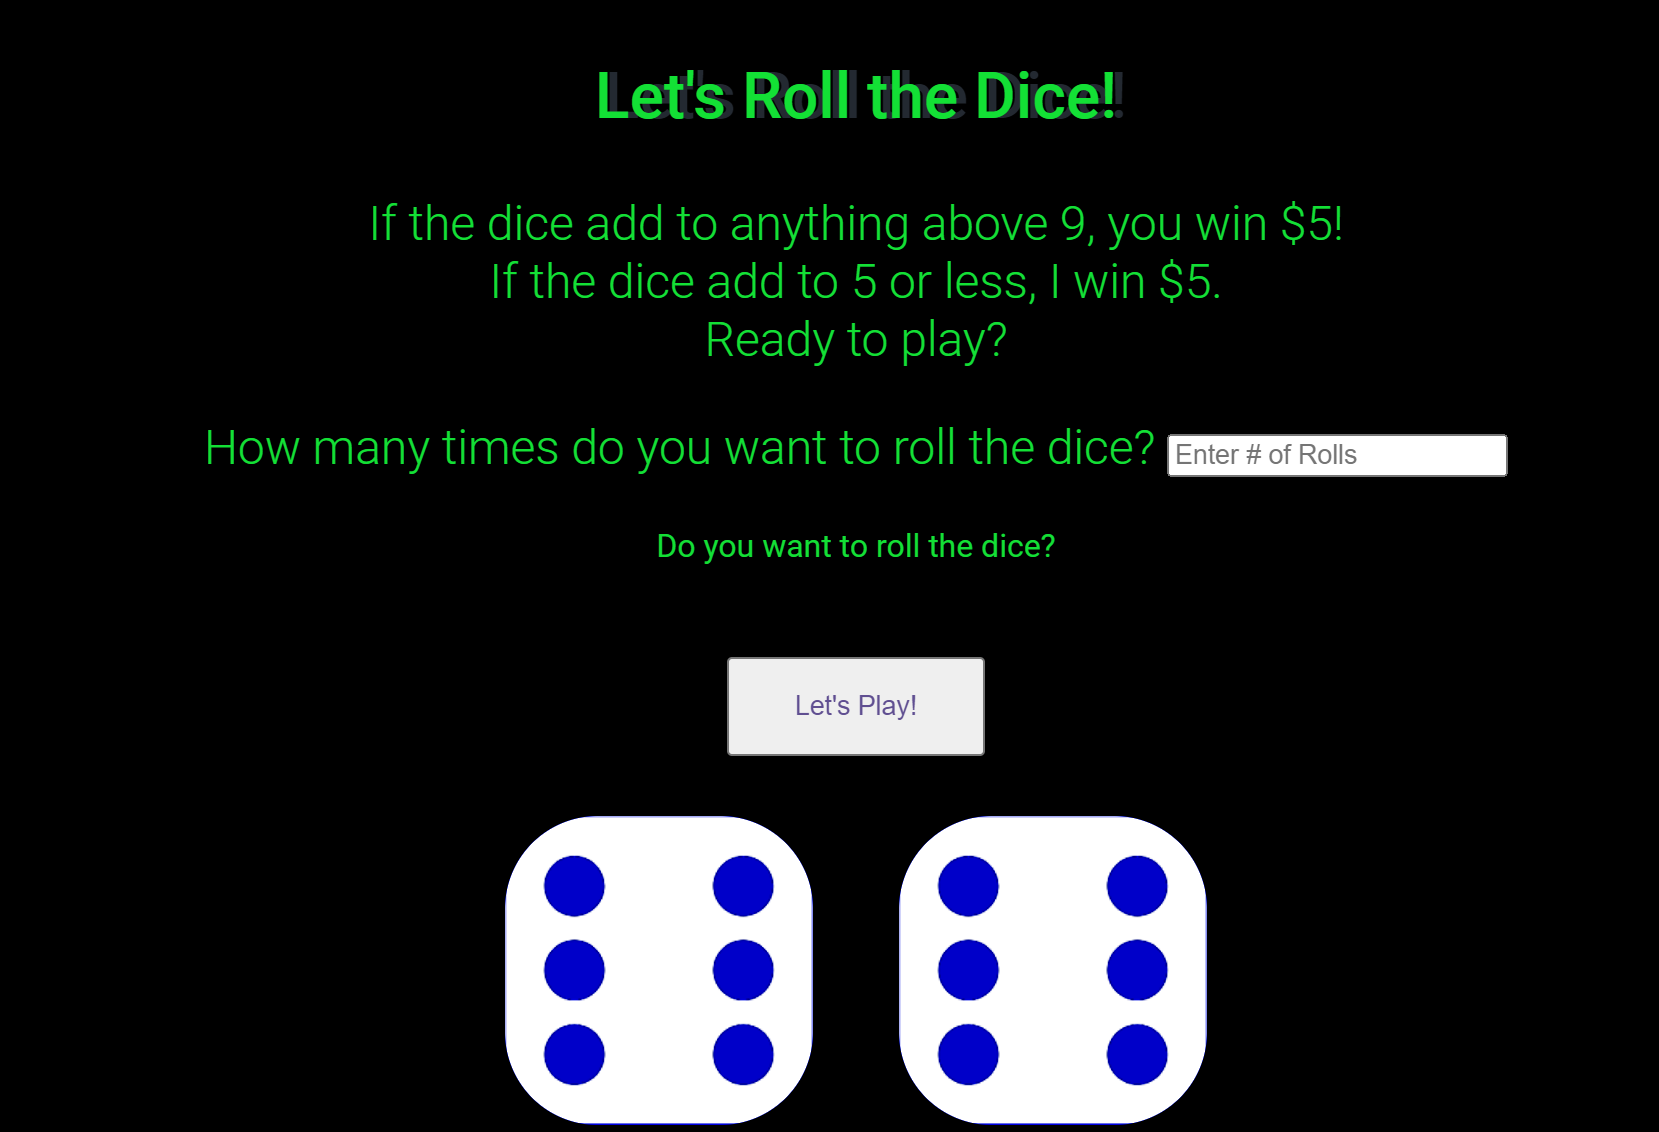 Let's Roll the Dice!
If the dice add to anything above 9, you win $5!
If the dice add to 5 or less, I win $5.
Ready to play?
How many times do you want to roll the dice? Enter # of Rolls
Do you want to roll the dice?
Let's Play!